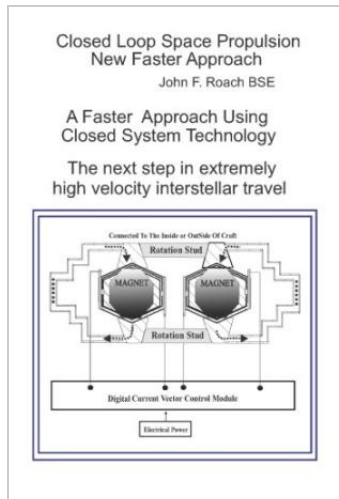 Closed Loop Space Propulsion
New Faster Approach
John F. Roach BSE
A Faster Approach Using
Closed System Technology
The next step in extremely
high velocity interstellar travel
Connected To The Inside or OutSide Of Craft
Ratation Stud
MAGNET
MAGNET
Rotation Stud
Digital Current Vector Control Module
Electrical Power